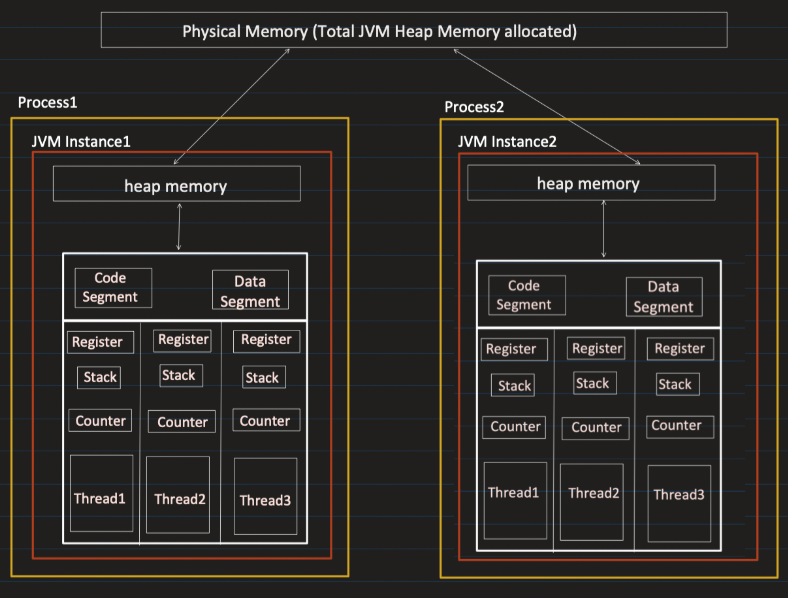 Physical Memory (Total JVM Heap Memory allocated)
Process1
JVM Instance1
heap memory
Code
Segment
Data
Segment
Register
Register
Register
Stack
Stack
Stack
Counter
Counter
Counter
Thread1
Thread2
Thread3
Process2
JVM Instance2
heap memory
Code
Segment
Data
Segment
Register
Register
Register
Stack
Stack
Stack
Counter
Counter
Counter
Thread1
Thread2
Thread3